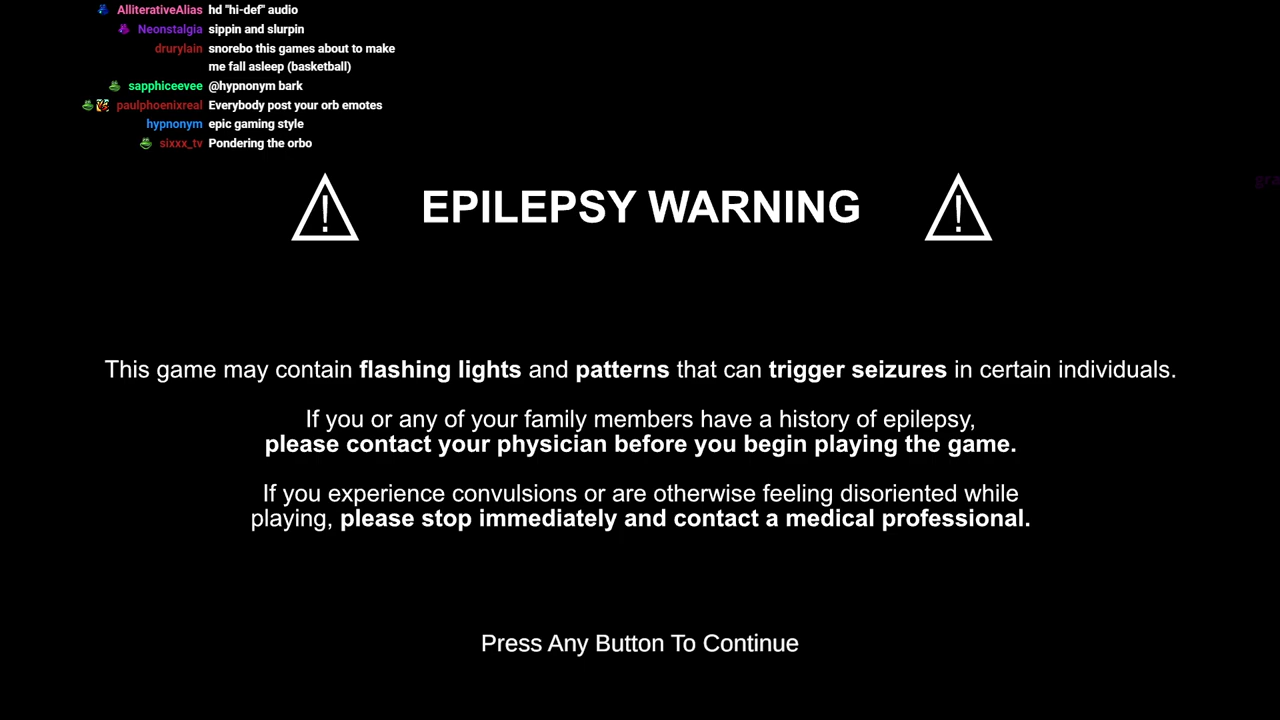 AlliterativeAlias hd "hi-def" audio
Neonstalgia sippin and slurpin
drurylain snorebo this games about to make
me fall asleep (basketball)
sapphiceevee @hypnonym bark
paulphoenixreal Everybody post your orb emotes
hypnonym epic gaming style
sixxx_tv Pondering the orbo
EPILEPSY WARNING
This game may contain flashing lights and patterns that can trigger seizures in certain individuals.
If you or any of your family members have a history of epilepsy,
please contact your physician before you begin playing the game.
If you experience convulsions or are otherwise feeling disoriented while
playing, please stop immediately and contact a medical professional.
Press Any Button To Continue